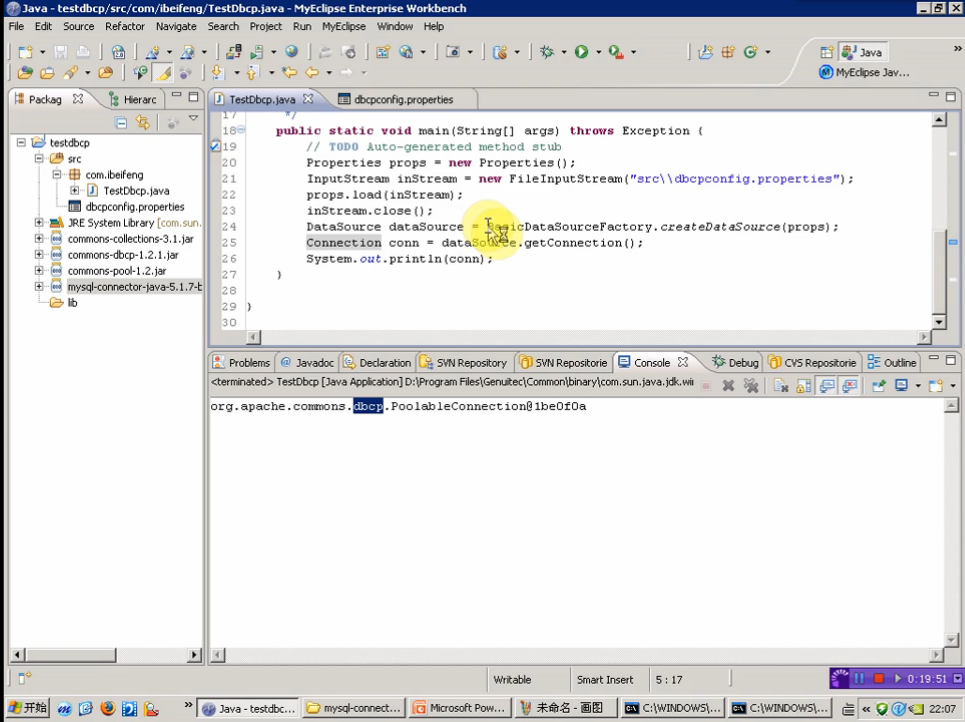 Java - testdbcp/src/com/ibeifeng/TestDbcp.java - MyEclipse Enterprise Workbench
File Edit Source Refactor Navigate Search Project Run MyEclipse Window Help
Java
MyEclipse Jav...
Packag
Hierarc
TestDbcp.java
dbcpconfig.properties
testdbcp
src
com.ibeifeng
TestDbcp.java
dbcpconfig.properties
JRE System Library [com.sun.
commons-collections-3.1.jar
commons-dbcp-1.2.1.jar
commons-pool-1.2.jar
mysql-connector-java-5.1.7-b
lib
17 */
18 public static void main(String[] args) throws Exception {
19 // TODO Auto-generated method stub
20 Properties props = new Properties();
21 InputStream inStream = new FileInputStream("src\\dbcpconfig.properties");
22 props.load(inStream);
23 inStream.close();
24 DataSource dataSource = BasicDataSourceFactory.createDataSource(props);
25 Connection conn = dataSource.getConnection();
26 System.out.println(conn);
27 }
28
29 }
30
Problems Javadoc Declaration SVN Repository SVN Repositorie Console Debug CVS Repositorie Outline
<terminated> TestDbcp [Java Application] D:\Program Files\Genuitec\Common\binary\com.sun.java.jdk.wi
org.apache.commons.dbcp.PoolableConnection@1be0f0a
Writable
Smart Insert
5 : 17
0:19:51
开始
Java - testdbc...
mysql-connect...
Microsoft Pow...
未命名 - 画图
C:\WINDOWS\...
C:\WINDOWS\...
22:07